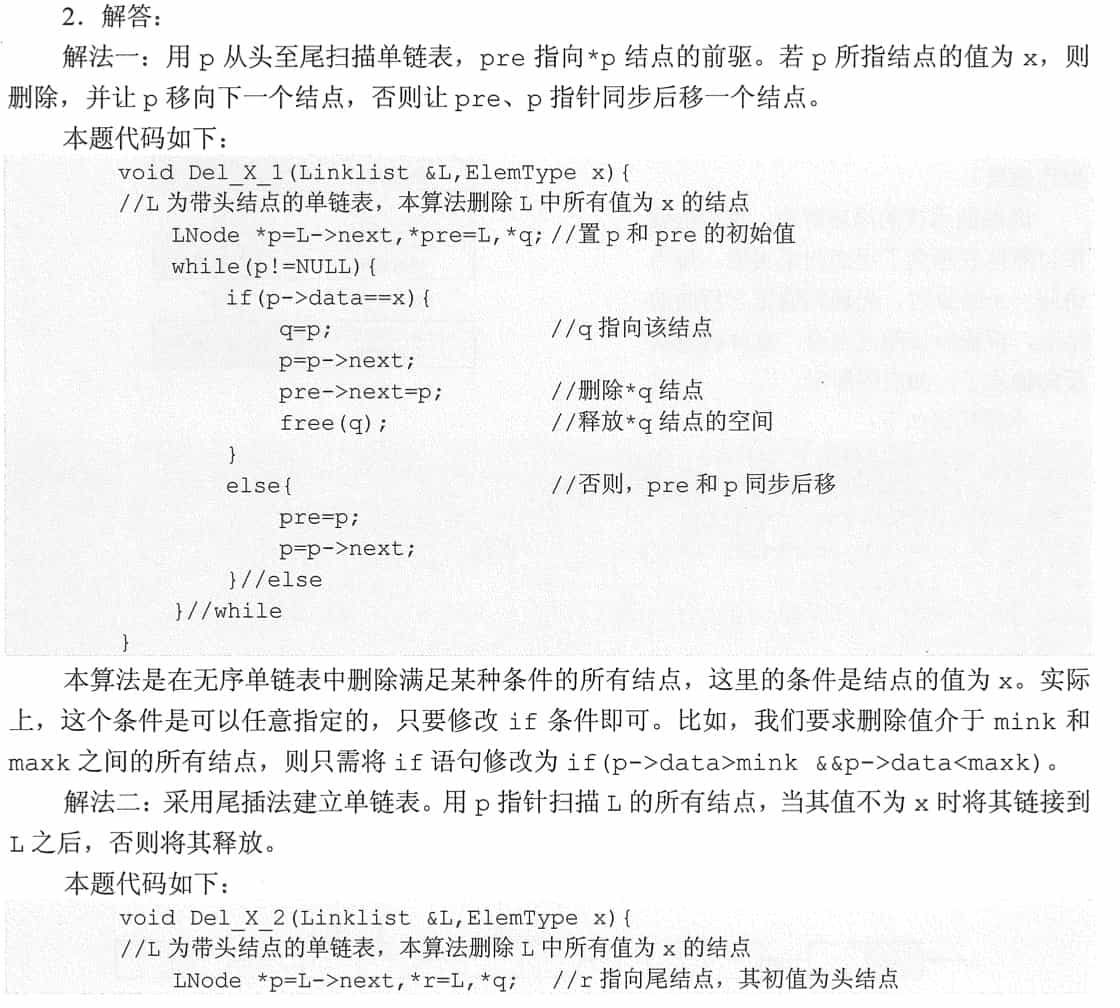 2．解答：
解法一：用 p 从头至尾扫描单链表，pre 指向*p 结点的前驱。若 p 所指结点的值为 x，则
删除，并让 p 移向下一个结点，否则让 pre、p 指针同步后移一个结点。
本题代码如下：
void Del_X_1(Linklist &L,ElemType x){
//L 为带头结点的单链表，本算法删除 L 中所有值为 x 的结点
LNode *p=L->next,*pre=L,*q; //置 p 和 pre 的初始值
while(p!=NULL){
if(p->data==x){
q=p; //q 指向该结点
p=p->next;
pre->next=p; //删除*q 结点
free(q); //释放*q 结点的空间
}
else{ //否则，pre 和 p 同步后移
pre=p;
p=p->next;
}//else
}//while
}
本算法是在无序单链表中删除满足某种条件的所有结点，这里的条件是结点的值为 x。实际
上，这个条件是可以任意指定的，只要修改 if 条件即可。比如，我们要求删除值介于 mink 和
maxk 之间的所有结点，则只需将 if 语句修改为 if(p->data>mink &&p->data<maxk)。
解法二：采用尾插法建立单链表。用 p 指针扫描 L 的所有结点，当其值不为 x 时将其链接到
L 之后，否则将其释放。
本题代码如下：
void Del_X_2(Linklist &L,ElemType x){
//L 为带头结点的单链表，本算法删除 L 中所有值为 x 的结点
LNode *p=L->next,*r=L,*q; //r 指向尾结点，其初值为头结点